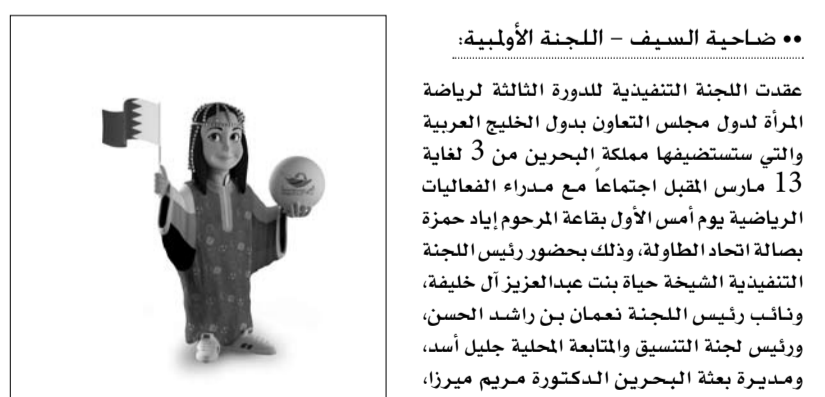 •• ضاحية السيف – اللجنة الأولمبية:
عقدت اللجنة التنفيذية للدورة الثالثة لرياضة
المرأة لدول مجلس التعاون بدول الخليج العربية
والتي ستستضيفها مملكة البحرين من 3 لغاية
13 مارس المقبل اجتماعاً مع مدراء الفعاليات
الرياضية يوم أمس الأول بقاعة المرحوم إياد حمزة
بصالة اتحاد الطاولة، وذلك بحضور رئيس اللجنة
التنفيذية الشيخة حياة بنت عبدالعزيز آل خليفة،
ونائب رئيس اللجنة نعمان بن راشد الحسن،
ورئيس لجنة التنسيق والمتابعة المحلية جليل أسد،
ومديرة بعثة البحرين الدكتورة مريم ميرزا،